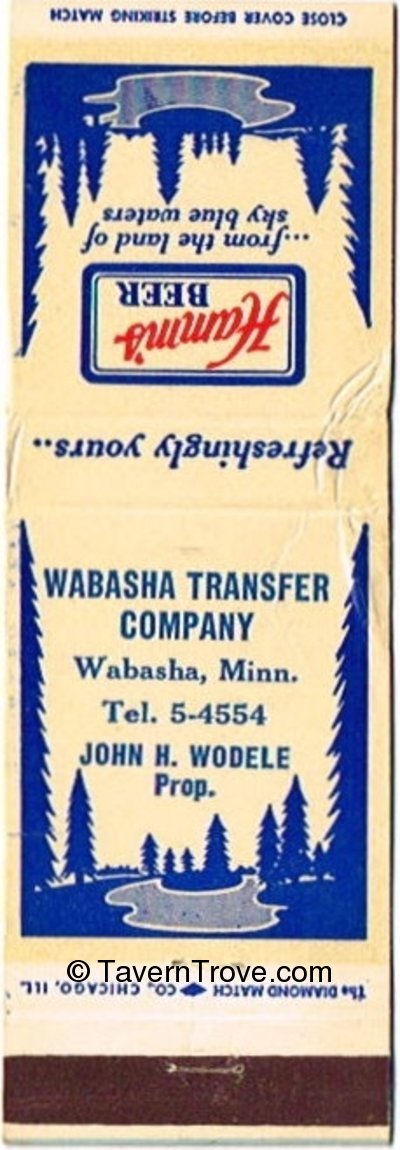 CLOSE COVER BEFORE STRIKING MATCH
...from the land of
sky blue waters
Hamm's
BEER
Refreshingly yours..
WABASHA TRANSFER
COMPANY
Wabasha, Minn.
Tel. 5-4554
JOHN H. WODELE
Prop.
© TavernTrove.com
The DIAMOND MATCH CO., CHICAGO, ILL.